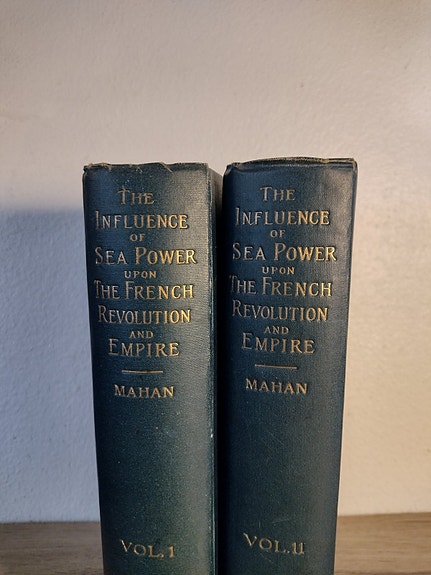 The
Influence
of
Sea Power
upon
The French
Revolution
and
Empire
Mahan
Vol. I
The
Influence
of
Sea Power
upon
The French
Revolution
and
Empire
Mahan
Vol. II